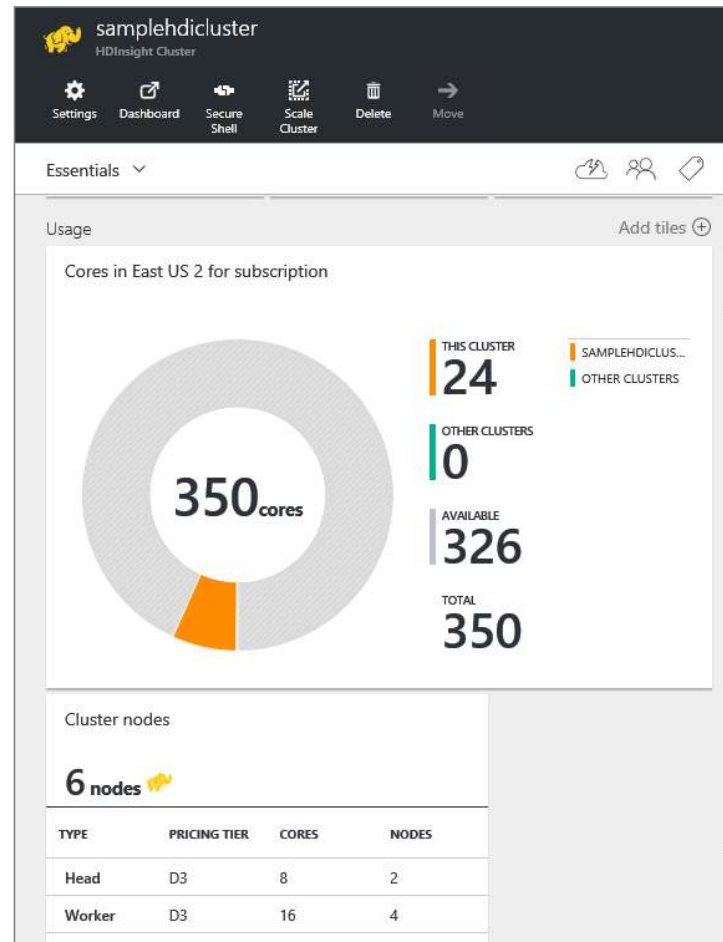 samplehdicluster
HDInsight Cluster
Settings Dashboard Secure Shell Scale Cluster Delete Move
Essentials
Usage Add tiles
Cores in East US 2 for subscription
350 cores
THIS CLUSTER
24
OTHER CLUSTERS
0
AVAILABLE
326
TOTAL
350
SAMPLEHDICLUS...
OTHER CLUSTERS
Cluster nodes
6 nodes
TYPE PRICING TIER CORES NODES
Head D3 8 2
Worker D3 16 4